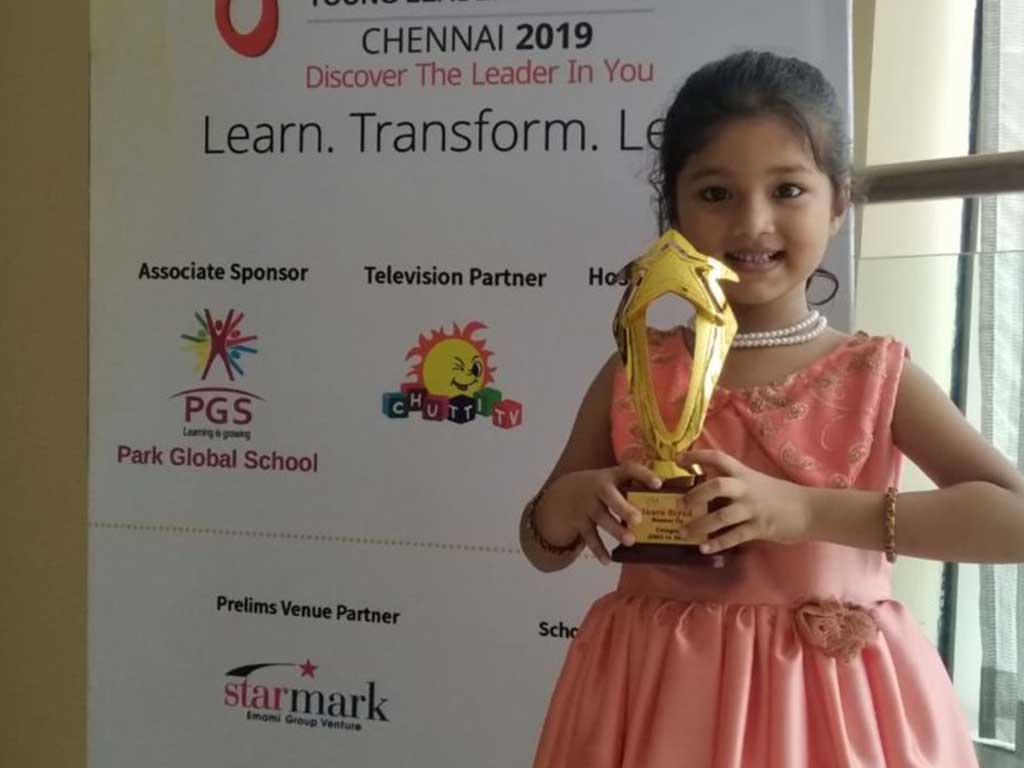 CHENNAI 2019
Discover The Leader In You
Learn. Transform. Le
Associate Sponsor
Television Partner
PGS
Learning is growing
Park Global School
CHUTTI TV
Prelims Venue Partner
starmark
Emami Group Venture